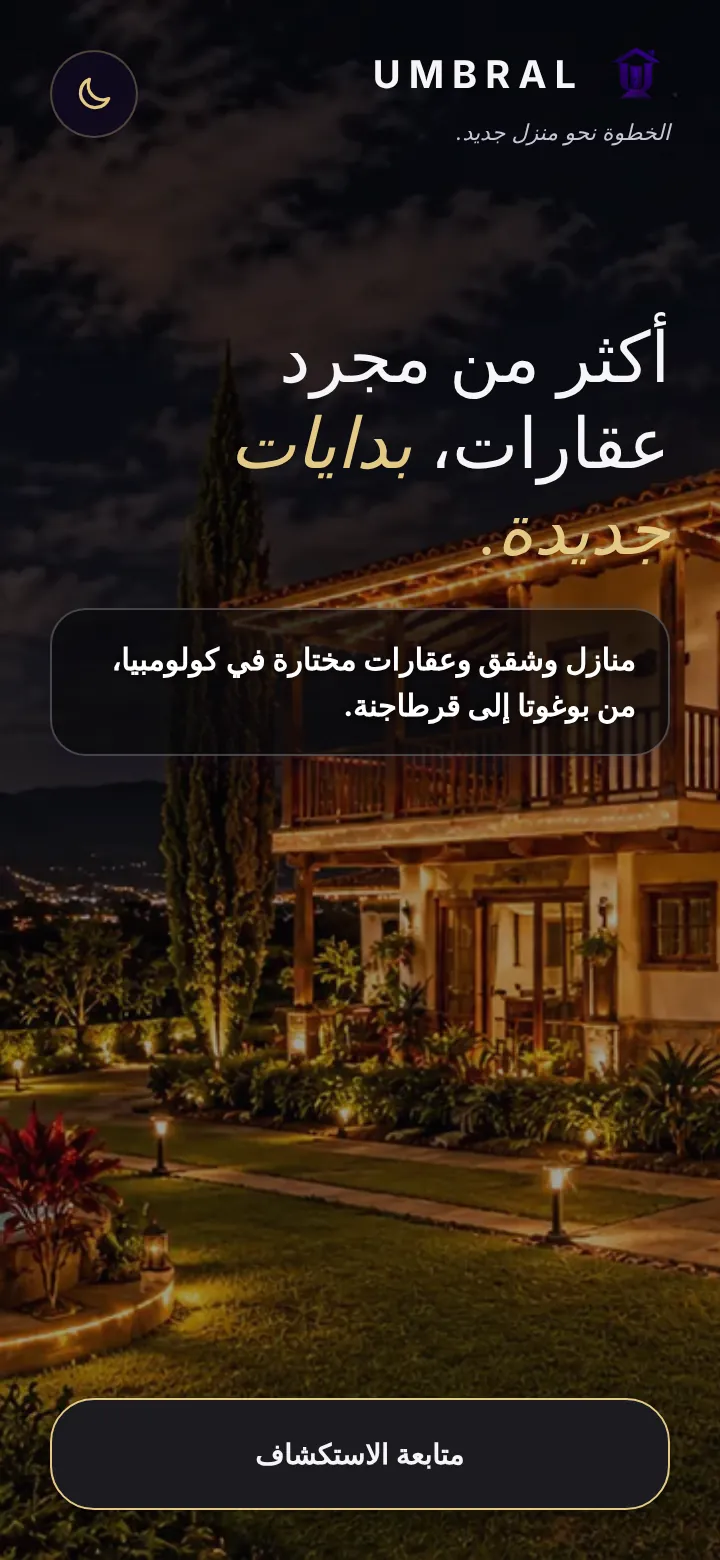 UMBRAL
الخطوة نحو منزل جديد.
أكثر من مجرد
عقارات، بدايات
جديدة.
منازل وشقق وعقارات مختارة في كولومبيا،
من بوغوتا إلى قرطاجنة.
متابعة الاستكشاف